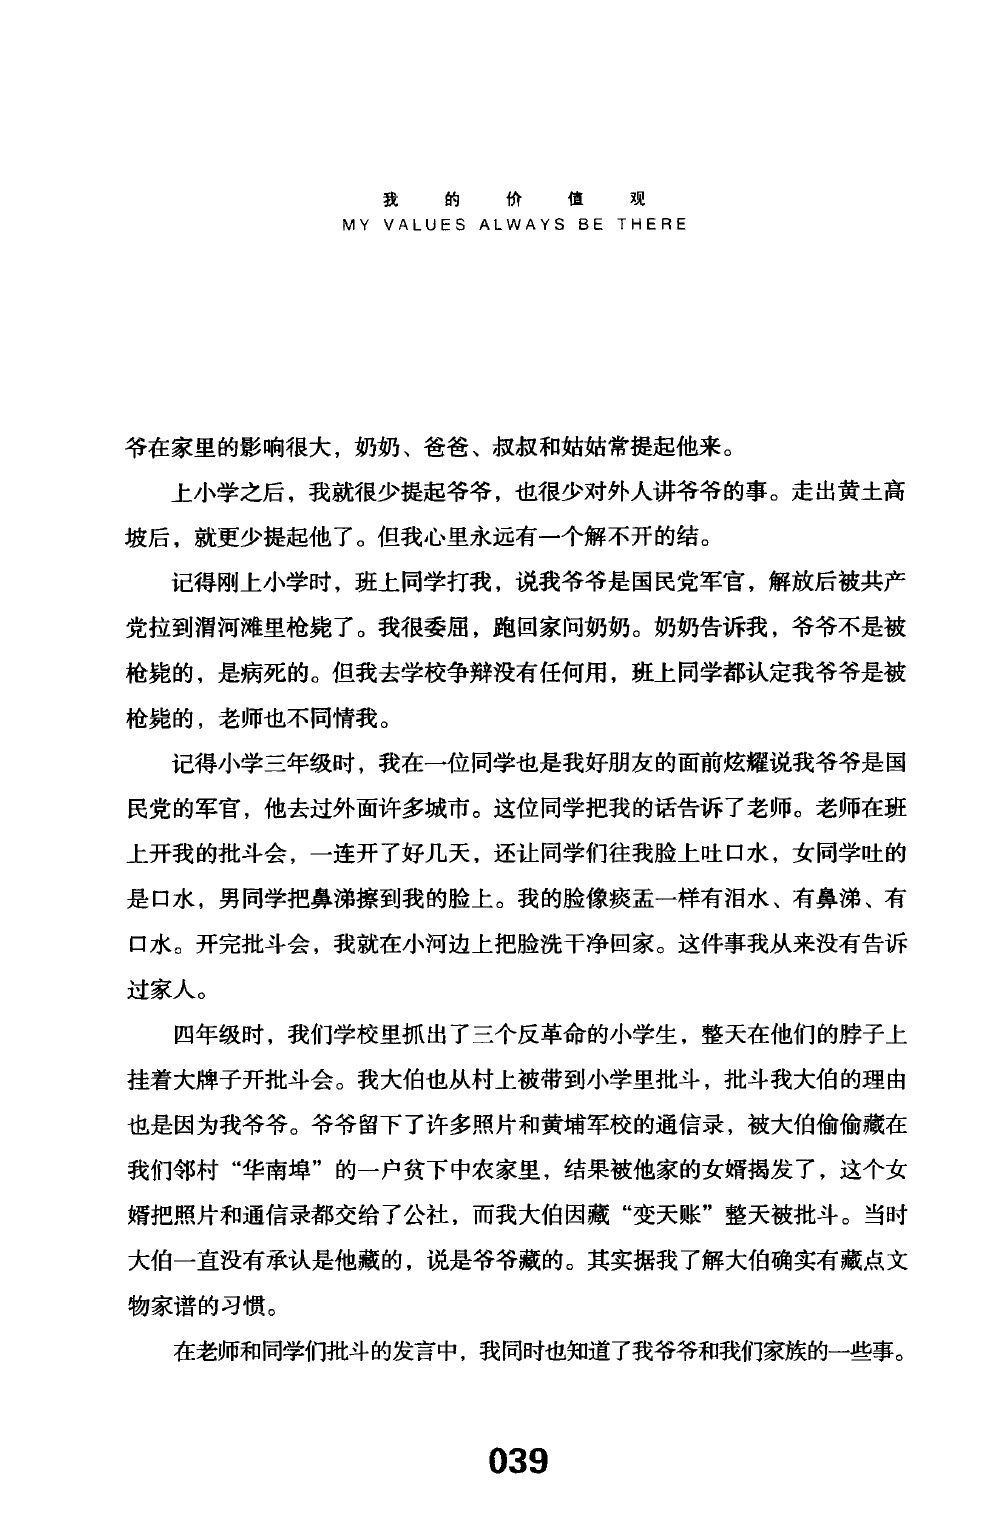 我的价值观
MY VALUES ALWAYS BE THERE
爷在家里的影响很大，奶奶、爸爸、叔叔和姑姑常提起他来。
上小学之后，我就很少提起爷爷，也很少对外人讲爷爷的事。走出黄土高
坡后，就更少提起他了。但我心里永远有一个解不开的结。
记得刚上小学时，班上同学打我，说我爷爷是国民党军官，解放后被共产
党拉到渭河滩里枪毙了。我很委屈，跑回家问奶奶。奶奶告诉我，爷爷不是被
枪毙的，是病死的。但我去学校争辩没有任何用，班上同学都认定我爷爷是被
枪毙的，老师也不同情我。
记得小学三年级时，我在一位同学也是我好朋友的面前炫耀说我爷爷是国
民党的军官，他去过外面许多城市。这位同学把我的话告诉了老师。老师在班
上开我的批斗会，一连开了好几天，还让同学们往我脸上吐口水，女同学吐的
是口水，男同学把鼻涕擦到我的脸上。我的脸像痰盂一样有泪水、有鼻涕、有
口水。开完批斗会，我就在小河边上把脸洗干净回家。这件事我从来没有告诉
过家人。
四年级时，我们学校里抓出了三个反革命的小学生，整天在他们的脖子上
挂着大牌子开批斗会。我大伯也从村上被带到小学里批斗，批斗我大伯的理由
也是因为我爷爷。爷爷留下了许多照片和黄埔军校的通信录，被大伯偷偷藏在
我们邻村“华南埠”的一户贫下中农家里，结果被他家的女婿揭发了，这个女
婿把照片和通信录都交给了公社，而我大伯因藏“变天账”整天被批斗。当时
大伯一直没有承认是他藏的，说是爷爷藏的。其实据我了解大伯确实有藏点文
物家谱的习惯。
在老师和同学们批斗的发言中，我同时也知道了我爷爷和我们家族的一些事。
039